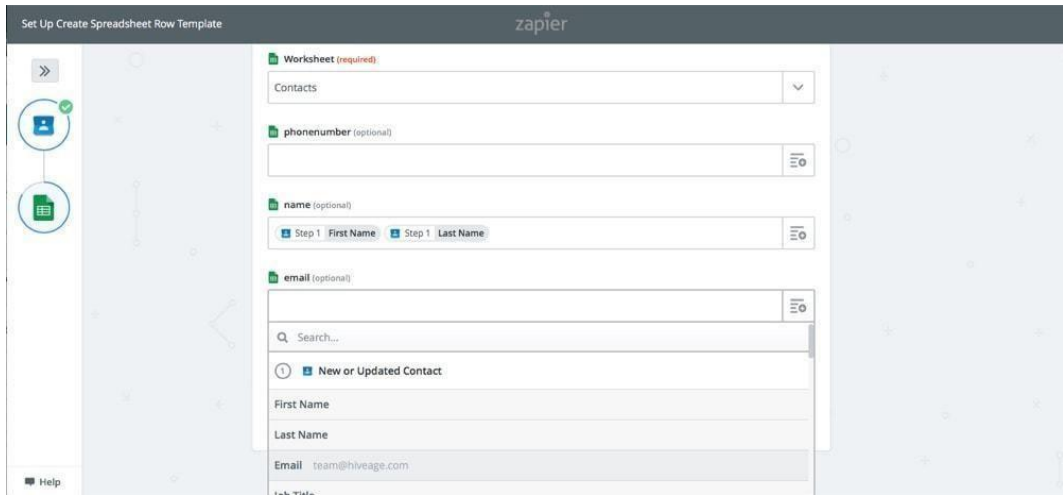 Set Up Create Spreadsheet Row Template
zapier
Worksheet (required)
Contacts
phonenumber (optional)
name (optional)
Step 1 First Name Step 1 Last Name
email (optional)
Search...
1 New or Updated Contact
First Name
Last Name
Email team@hiveage.com
Job Title
Help